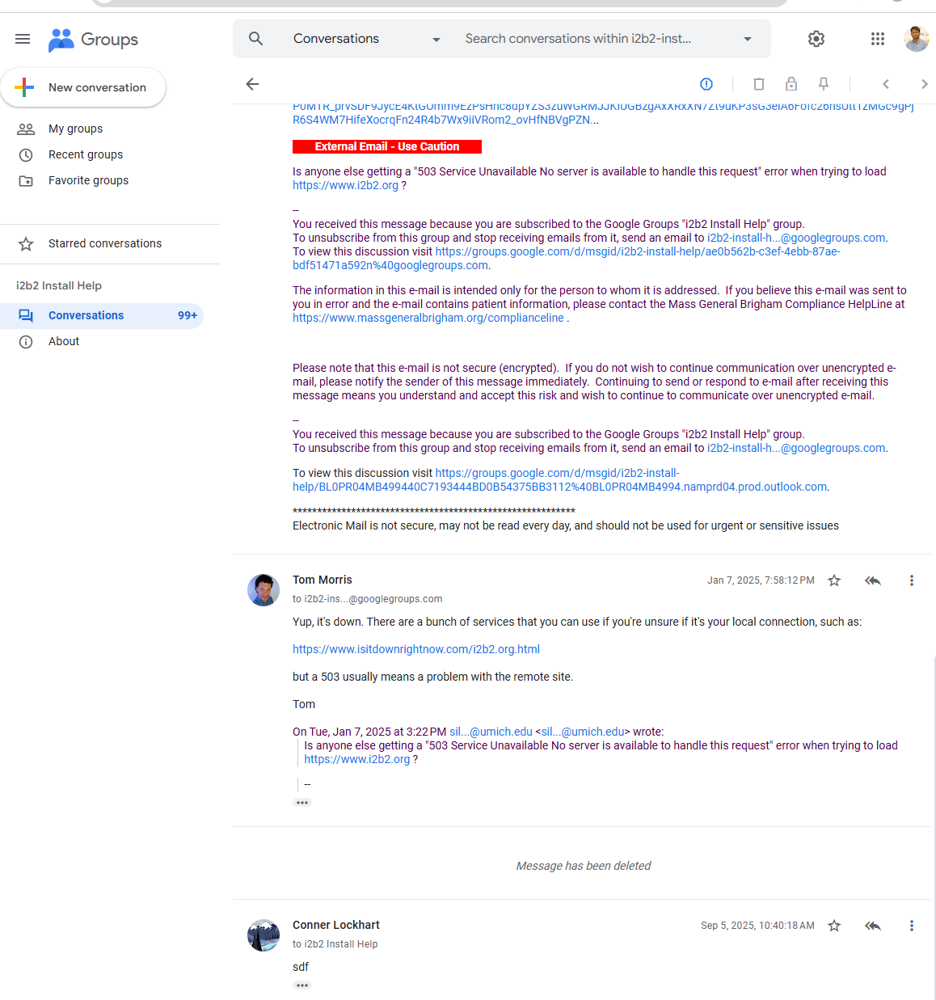 Groups
Conversations
Search conversations within i2b2-inst...
New conversation
My groups
Recent groups
Favorite groups
Starred conversations
i2b2 Install Help
Conversations 99+
About
R6S4WM7HifeXocrqFn24R4b7Wx9iiVRom2_ovHfNBVgPZN...
External Email - Use Caution
Is anyone else getting a "503 Service Unavailable No server is available to handle this request" error when trying to load
https://www.i2b2.org ?
--
You received this message because you are subscribed to the Google Groups "i2b2 Install Help" group.
To unsubscribe from this group and stop receiving emails from it, send an email to i2b2-install-h...@googlegroups.com.
To view this discussion visit https://groups.google.com/d/msgid/i2b2-install-help/ae0b562b-c3ef-4ebb-87ae-
bdf51471a592n%40googlegroups.com.
The information in this e-mail is intended only for the person to whom it is addressed.  If you believe this e-mail was sent to
you in error and the e-mail contains patient information, please contact the Mass General Brigham Compliance HelpLine at
https://www.massgeneralbrigham.org/complianceline .
Please note that this e-mail is not secure (encrypted).  If you do not wish to continue communication over unencrypted e-
mail, please notify the sender of this message immediately.  Continuing to send or respond to e-mail after receiving this
message means you understand and accept this risk and wish to continue to communicate over unencrypted e-mail.
--
You received this message because you are subscribed to the Google Groups "i2b2 Install Help" group.
To unsubscribe from this group and stop receiving emails from it, send an email to i2b2-install-h...@googlegroups.com.
To view this discussion visit https://groups.google.com/d/msgid/i2b2-install-
help/BL0PR04MB499440C7193444BD0B54375BB3112%40BL0PR04MB4994.namprd04.prod.outlook.com.
**********************************************************
Electronic Mail is not secure, may not be read every day, and should not be used for urgent or sensitive issues
Tom Morris
Jan 7, 2025, 7:58:12 PM
to i2b2-ins...@googlegroups.com
Yup, it's down. There are a bunch of services that you can use if you're unsure if it's your local connection, such as:
https://www.isitdownrightnow.com/i2b2.org.html
but a 503 usually means a problem with the remote site.
Tom
On Tue, Jan 7, 2025 at 3:22 PM sil...@umich.edu <sil...@umich.edu> wrote:
Is anyone else getting a "503 Service Unavailable No server is available to handle this request" error when trying to load
https://www.i2b2.org ?
--
Message has been deleted
Conner Lockhart
Sep 5, 2025, 10:40:18 AM
to i2b2 Install Help
sdf